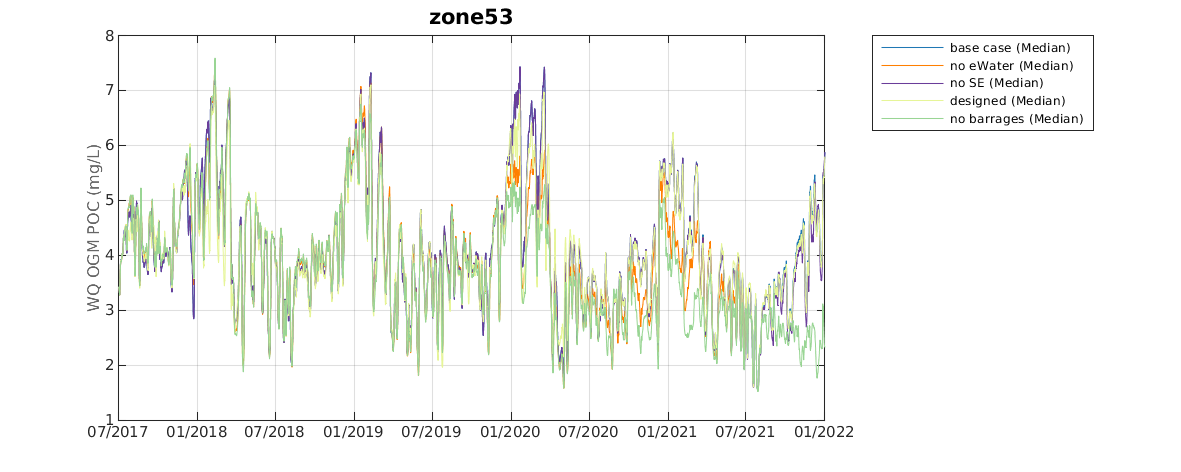 zone53
WQ OGM POC (mg/L)
8
7
6
5
4
3
2
1
07/2017 01/2018 07/2018 01/2019 07/2019 01/2020 07/2020 01/2021 07/2021 01/2022
base case (Median)
no eWater (Median)
no SE (Median)
designed (Median)
no barrages (Median)